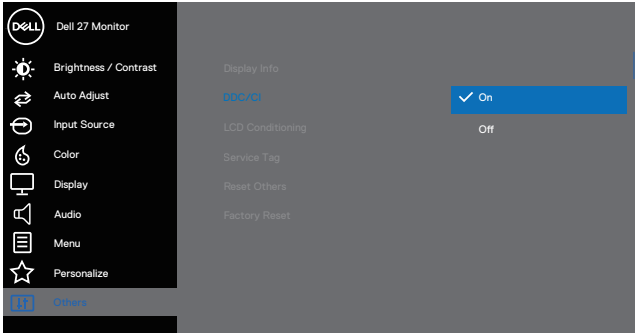 DELL
Dell 27 Monitor
Brightness / Contrast
Auto Adjust
Input Source
Color
Display
Audio
Menu
Personalize
Others
Display Info
DDC/CI
LCD Conditioning
Service Tag
Reset Others
Factory Reset
On
Off